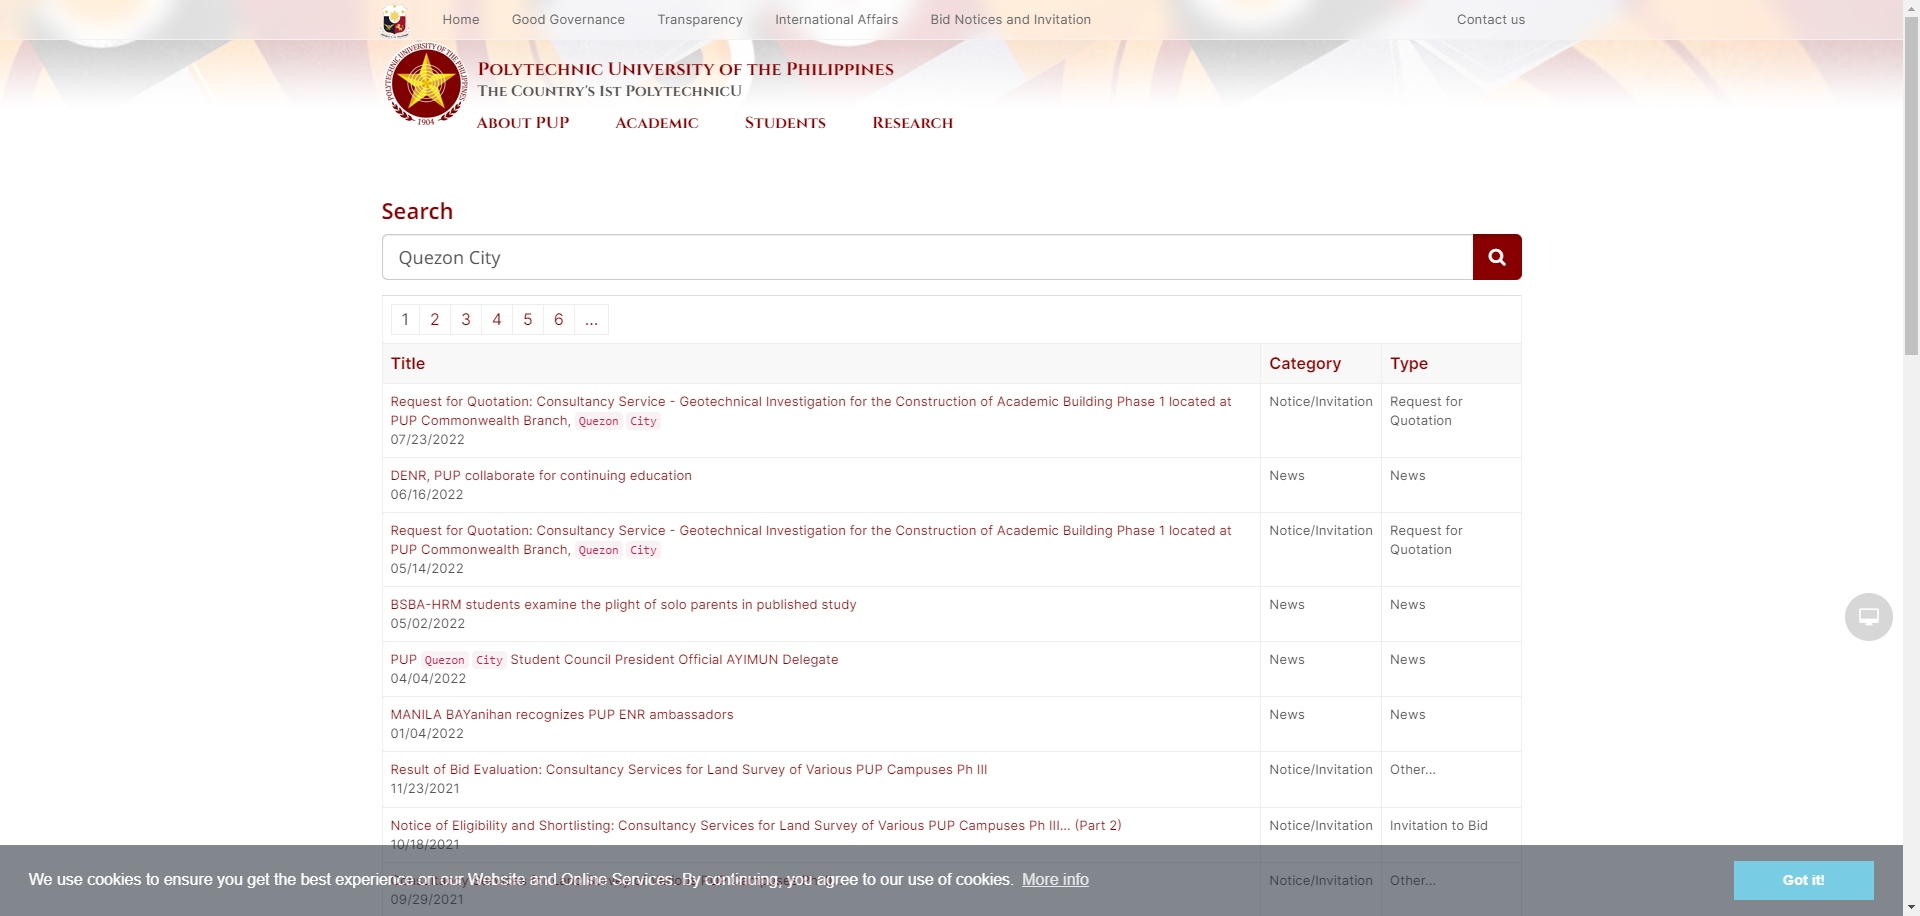 Home Good Governance Transparency International Affairs Bid Notices and Invitation Contact us
POLYTECHNIC UNIVERSITY OF THE PHILIPPINES
1904
POLYTECHNIC UNIVERSITY OF THE PHILIPPINES
THE COUNTRY'S 1ST POLYTECHNICU
ABOUT PUP ACADEMIC STUDENTS RESEARCH
Search
Quezon City
1 2 3 4 5 6 ...
Title Category Type
Request for Quotation: Consultancy Service - Geotechnical Investigation for the Construction of Academic Building Phase 1 located at Notice/Invitation Request for
PUP Commonwealth Branch, Quezon City Quotation
07/23/2022
DENR, PUP collaborate for continuing education News News
06/16/2022
Request for Quotation: Consultancy Service - Geotechnical Investigation for the Construction of Academic Building Phase 1 located at Notice/Invitation Request for
PUP Commonwealth Branch, Quezon City Quotation
05/14/2022
BSBA-HRM students examine the plight of solo parents in published study News News
05/02/2022
PUP Quezon City Student Council President Official AYIMUN Delegate News News
04/04/2022
MANILA BAYanihan recognizes PUP ENR ambassadors News News
01/04/2022
Result of Bid Evaluation: Consultancy Services for Land Survey of Various PUP Campuses Ph III Notice/Invitation Other...
11/23/2021
Notice of Eligibility and Shortlisting: Consultancy Services for Land Survey of Various PUP Campuses Ph III... (Part 2) Notice/Invitation Invitation to Bid
10/18/2021
Notice/Invitation Other...
We use cookies to ensure you get the best experience on our Website and Online Services. By continuing, you agree to our use of cookies. More info Got it!
09/29/2021